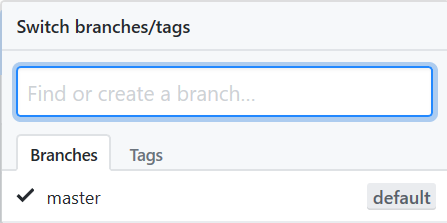 Switch branches/tags
Find or create a branch...
Branches Tags
master default